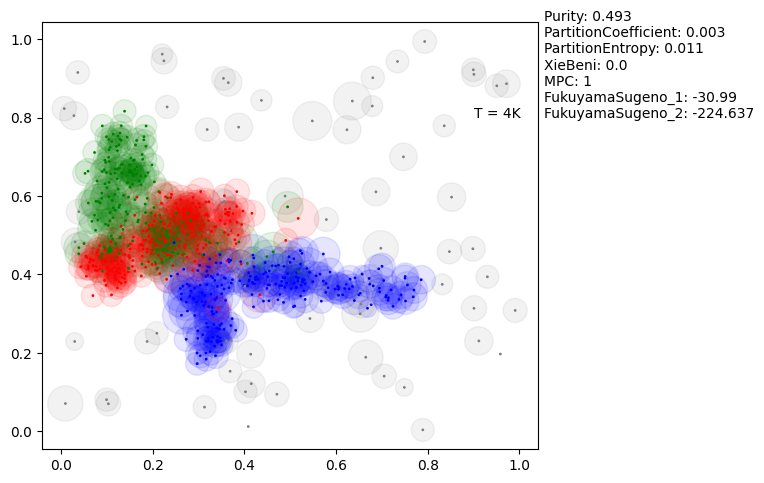 Purity: 0.493
PartitionCoefficient: 0.003
PartitionEntropy: 0.011
XieBeni: 0.0
MPC: 1
FukuyamaSugeno_1: -30.99
FukuyamaSugeno_2: -224.637
T = 4K
1.0
0.8
0.6
0.4
0.2
0.0
0.0 0.2 0.4 0.6 0.8 1.0